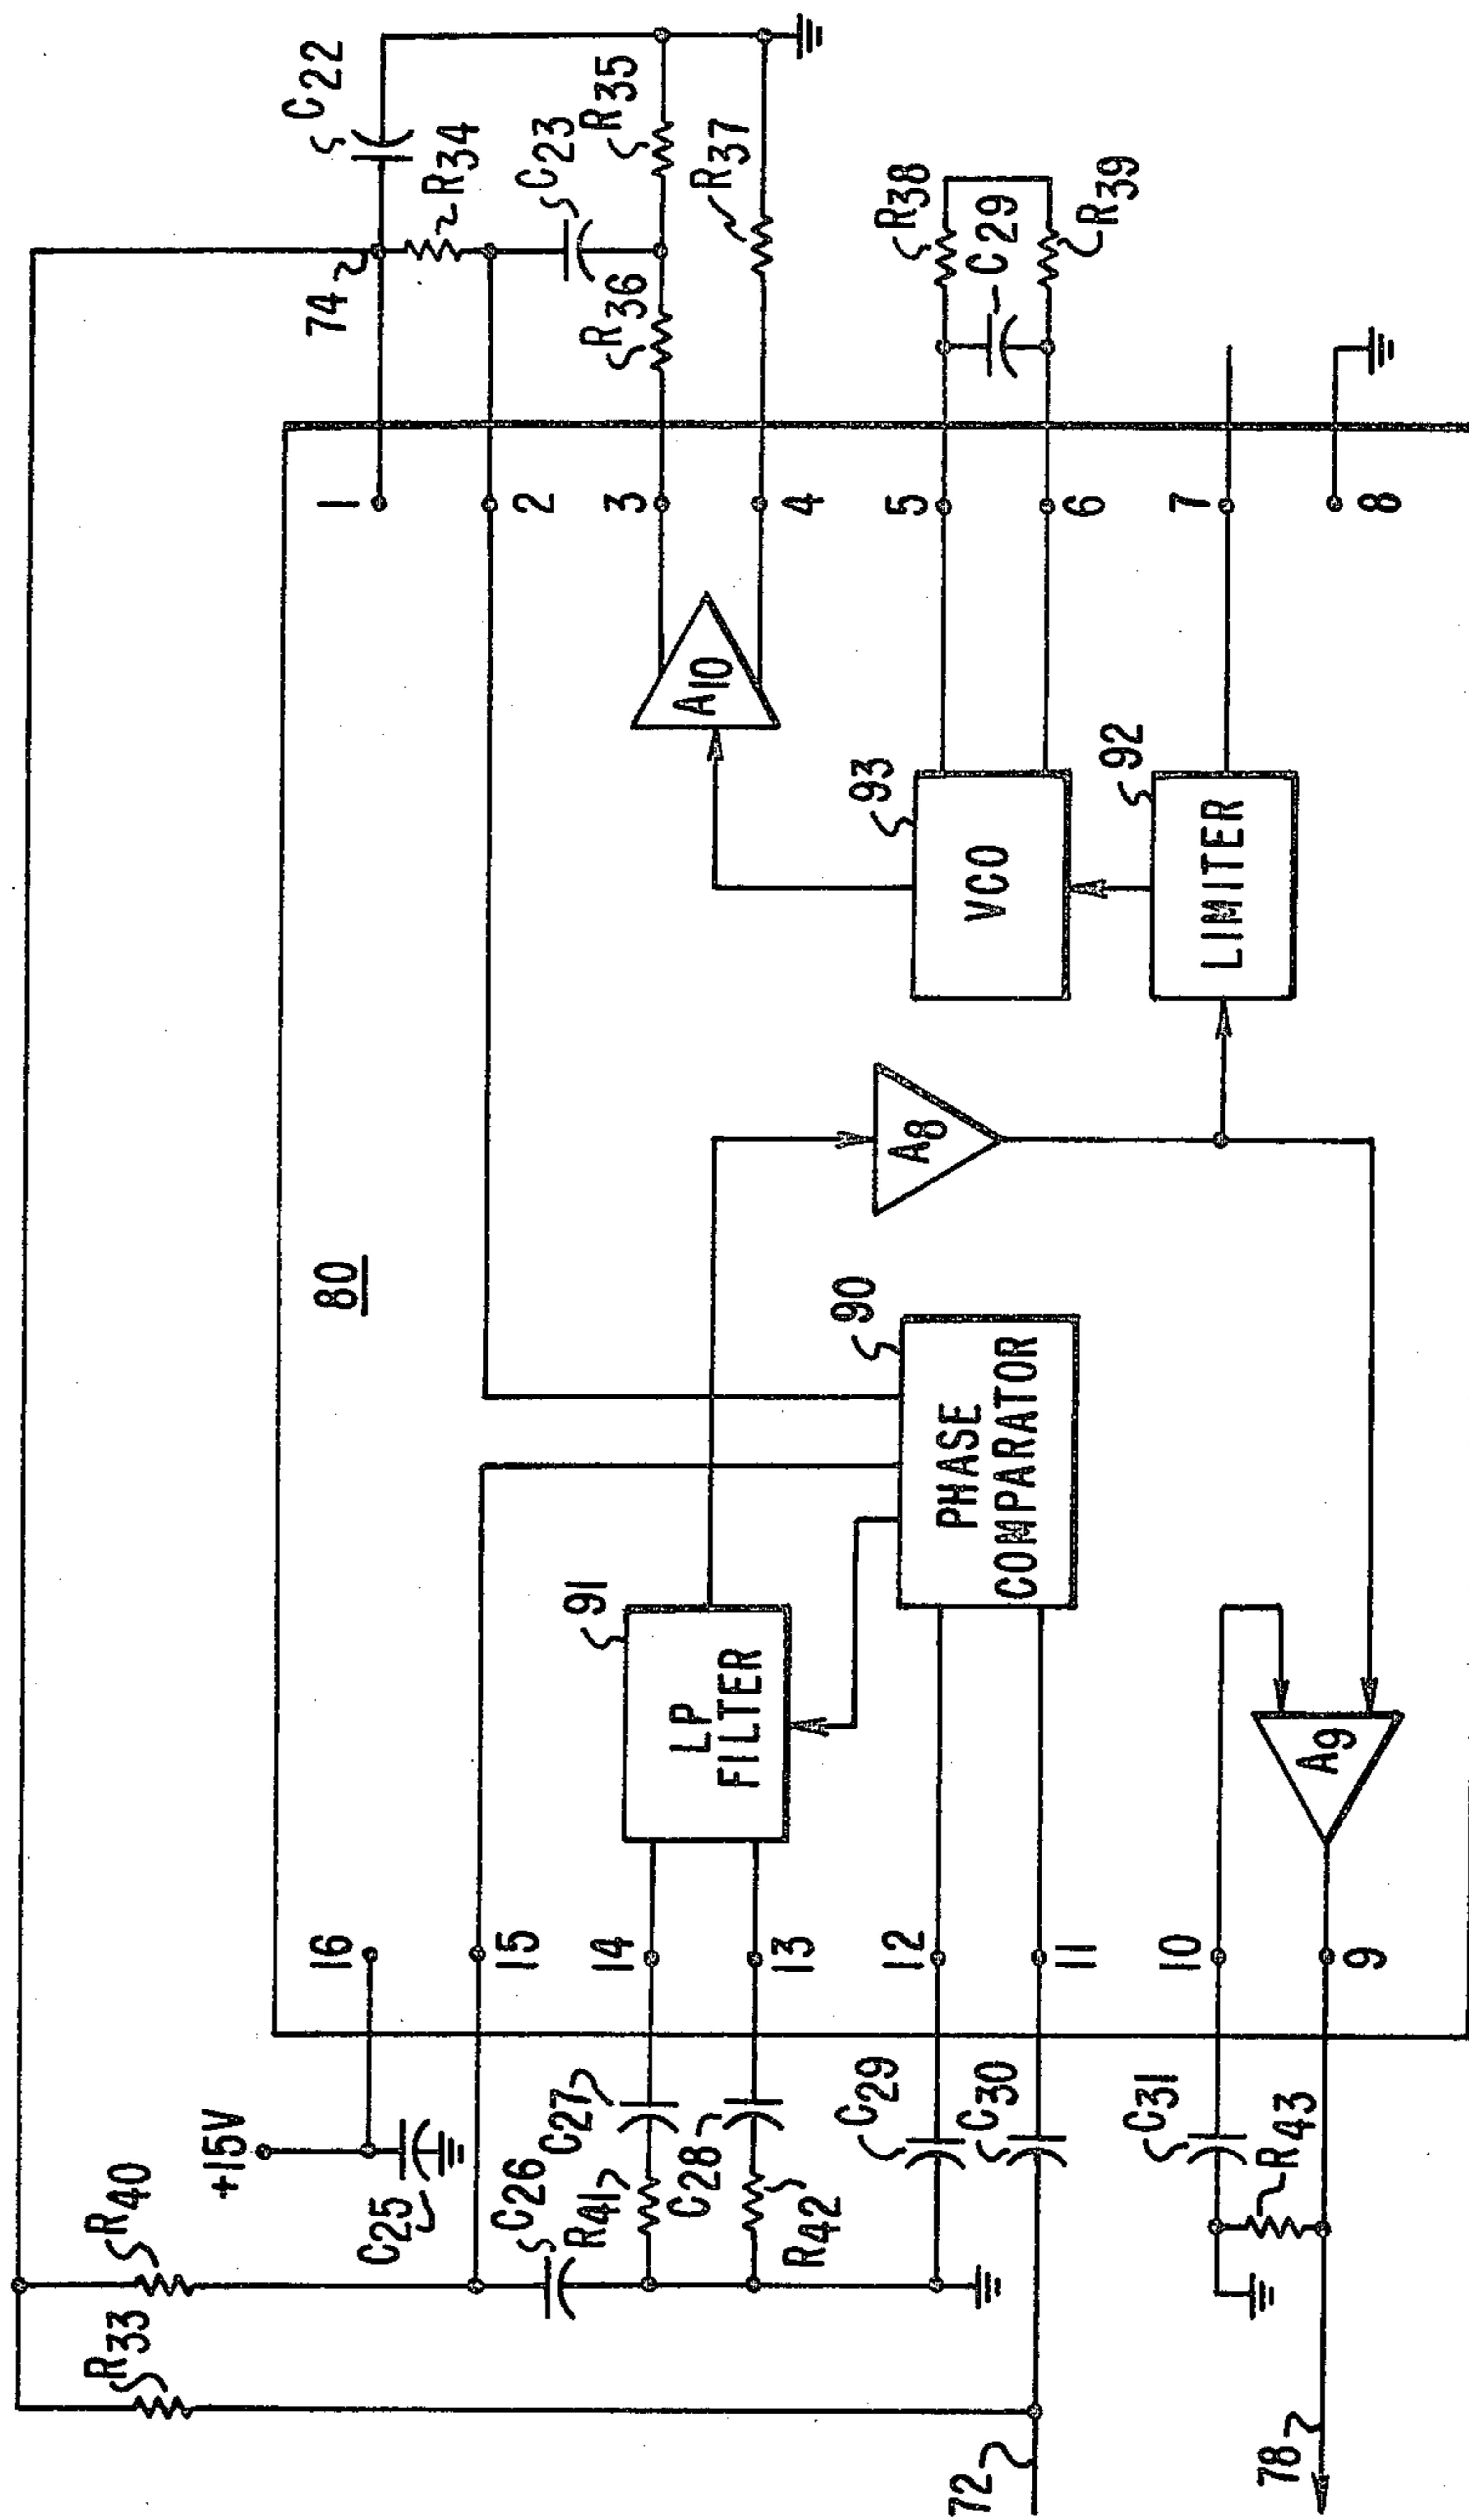 R33
R40
+15V
C25
C26
R41
C27
C28
R42
C29
C30
C31
R43
72
78
16
15
14
13
12
11
10
9
80
LP
FILTER
91
PHASE
COMPARATOR
90
A8
A9
LIMITER
92
VCO
93
A10
1
2
3
4
5
6
7
8
74
C22
R34
C23
R35
R36
R37
R38
C29
R39